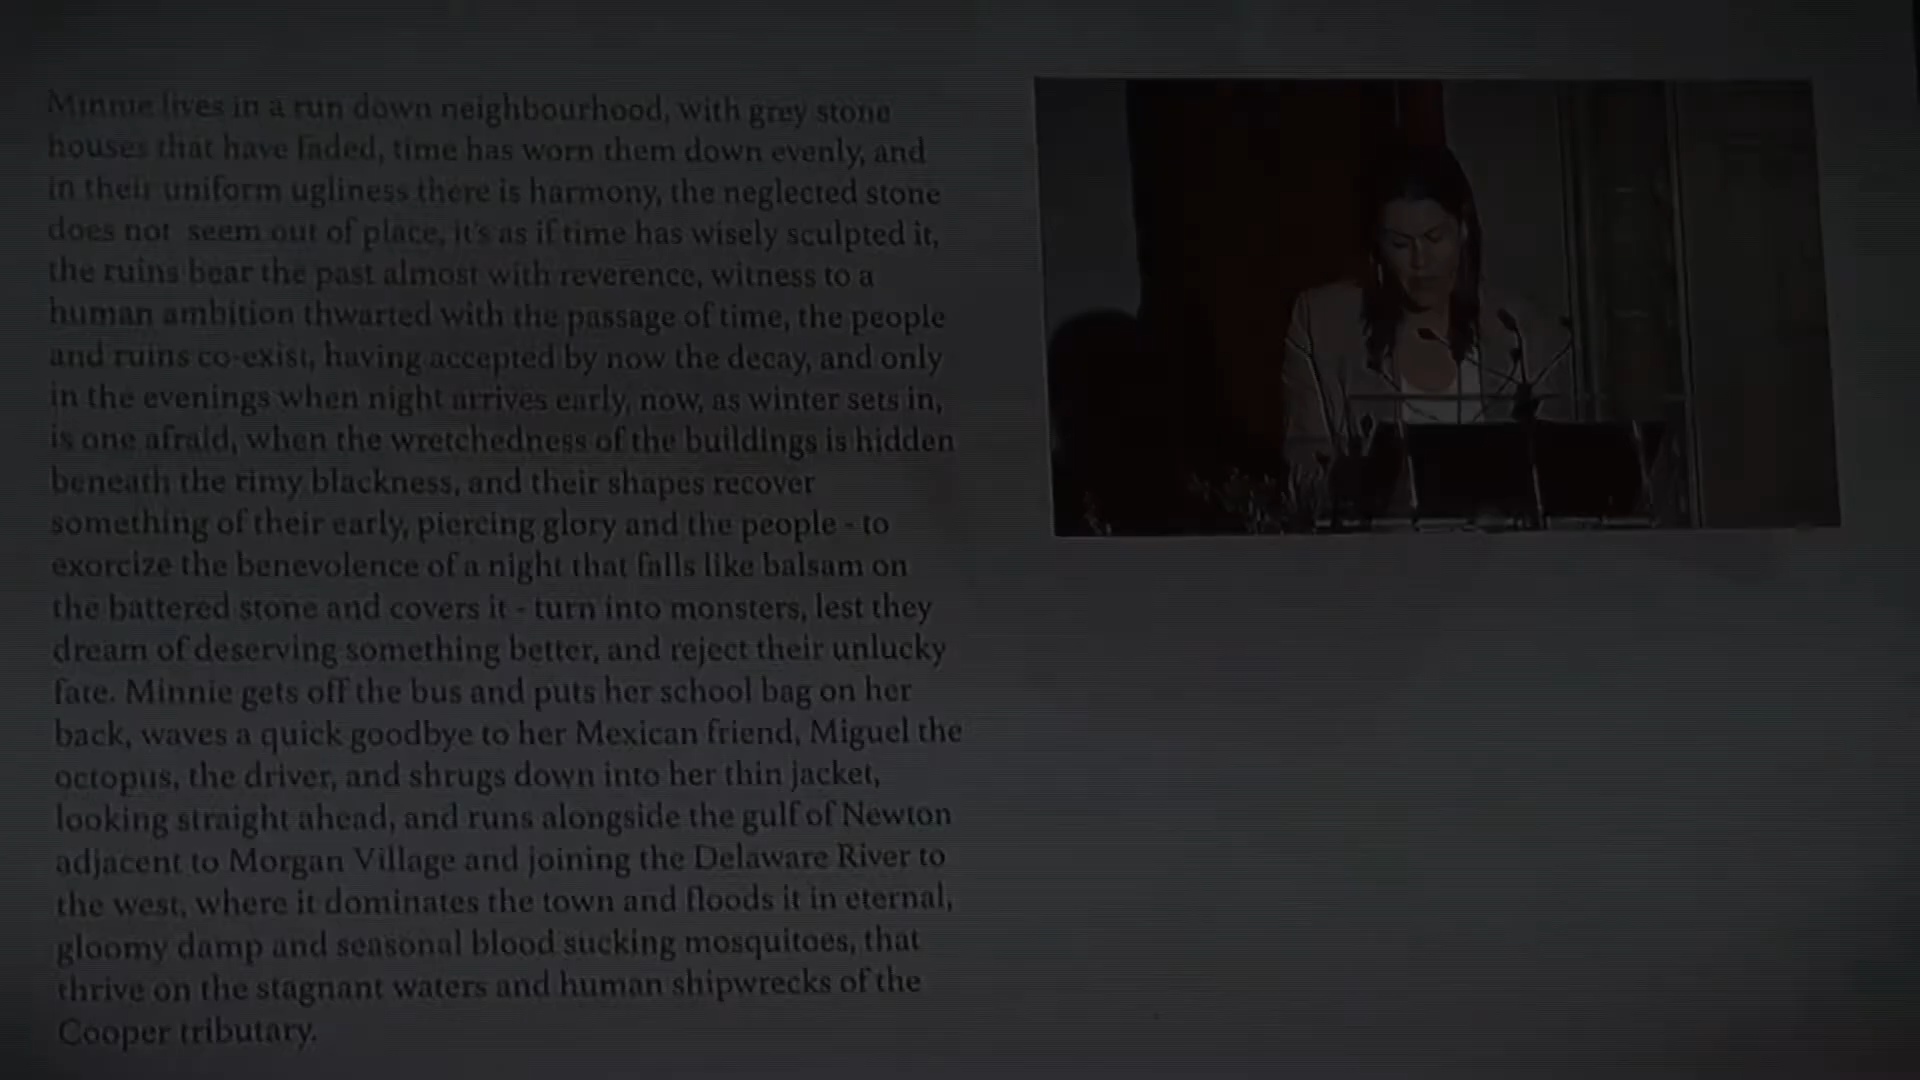 Minnie lives in a run down neighbourhood, with grey stone
houses that have faded, time has worn them down evenly, and
in their uniform ugliness there is harmony, the neglected stone
does not seem out of place, it's as if time has wisely sculpted it,
the ruins bear the past almost with reverence, witness to a
human ambition thwarted with the passage of time, the people
and ruins co-exist, having accepted by now the decay, and only
in the evenings when night arrives early, now, as winter sets in,
is one afraid, when the wretchedness of the buildings is hidden
beneath the rimy blackness, and their shapes recover
something of their early, piercing glory and the people - to
exorcize the benevolence of a night that falls like balsam on
the battered stone and covers it - turn into monsters, lest they
dream of deserving something better, and reject their unlucky
fate. Minnie gets off the bus and puts her school bag on her
back, waves a quick goodbye to her Mexican friend, Miguel the
octopus, the driver, and shrugs down into her thin jacket,
looking straight ahead, and runs alongside the gulf of Newton
adjacent to Morgan Village and joining the Delaware River to
the west, where it dominates the town and floods it in eternal,
gloomy damp and seasonal blood sucking mosquitoes, that
thrive on the stagnant waters and human shipwrecks of the
Cooper tributary.